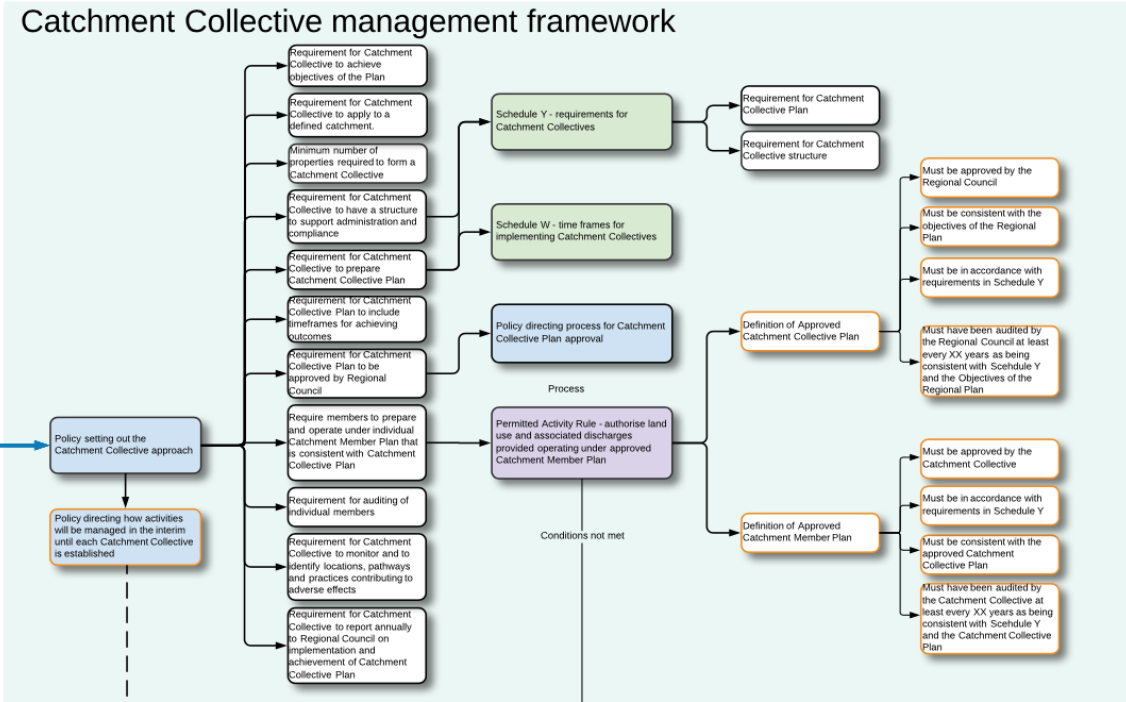 Catchment Collective management framework
Policy setting out the
Catchment Collective approach
Policy directing how activities
will be managed in the interim
until each Catchment Collective
is established
Requirement for Catchment
Collective to achieve
objectives of the Plan
Requirement for Catchment
Collective to apply to a
defined catchment.
Minimum number of
properties required to form a
Catchment Collective
Requirement for Catchment
Collective to have a structure
to support administration and
compliance
Requirement for Catchment
Collective to prepare
Catchment Collective Plan
Requirement for Catchment
Collective Plan to include
timeframes for achieving
outcomes
Requirement for Catchment
Collective Plan to be
approved by Regional
Council
Require members to prepare
and operate under individual
Catchment Member Plan that
is consistent with Catchment
Collective Plan
Requirement for auditing of
individual members
Requirement for Catchment
Collective to monitor and to
identify locations, pathways
and practices contributing to
adverse effects
Requirement for Catchment
Collective to report annually
to Regional Council on
implementation and
achievement of Catchment
Collective Plan
Schedule Y - requirements for
Catchment Collectives
Schedule W - time frames for
implementing Catchment Collectives
Policy directing process for Catchment
Collective Plan approval
Process
Permitted Activity Rule - authorise land
use and associated discharges
provided operating under approved
Catchment Member Plan
Conditions not met
Requirement for Catchment
Collective Plan
Requirement for Catchment
Collective structure
Definition of Approved
Catchment Collective Plan
Definition of Approved
Catchment Member Plan
Must be approved by the
Regional Council
Must be consistent with the
objectives of the Regional
Plan
Must be in accordance with
requirements in Schedule Y
Must have been audited by
the Regional Council at least
every XX years as being
consistent with Scehdule Y
and the Objectives of the
Regional Plan
Must be approved by the
Catchment Collective
Must be in accordance with
requirements in Schedule Y
Must be consistent with the
approved Catchment
Collective Plan
Must have been audited by
the Catchment Collective at
least every XX years as being
consistent with Scehdule Y
and the Catchment Collective
Plan